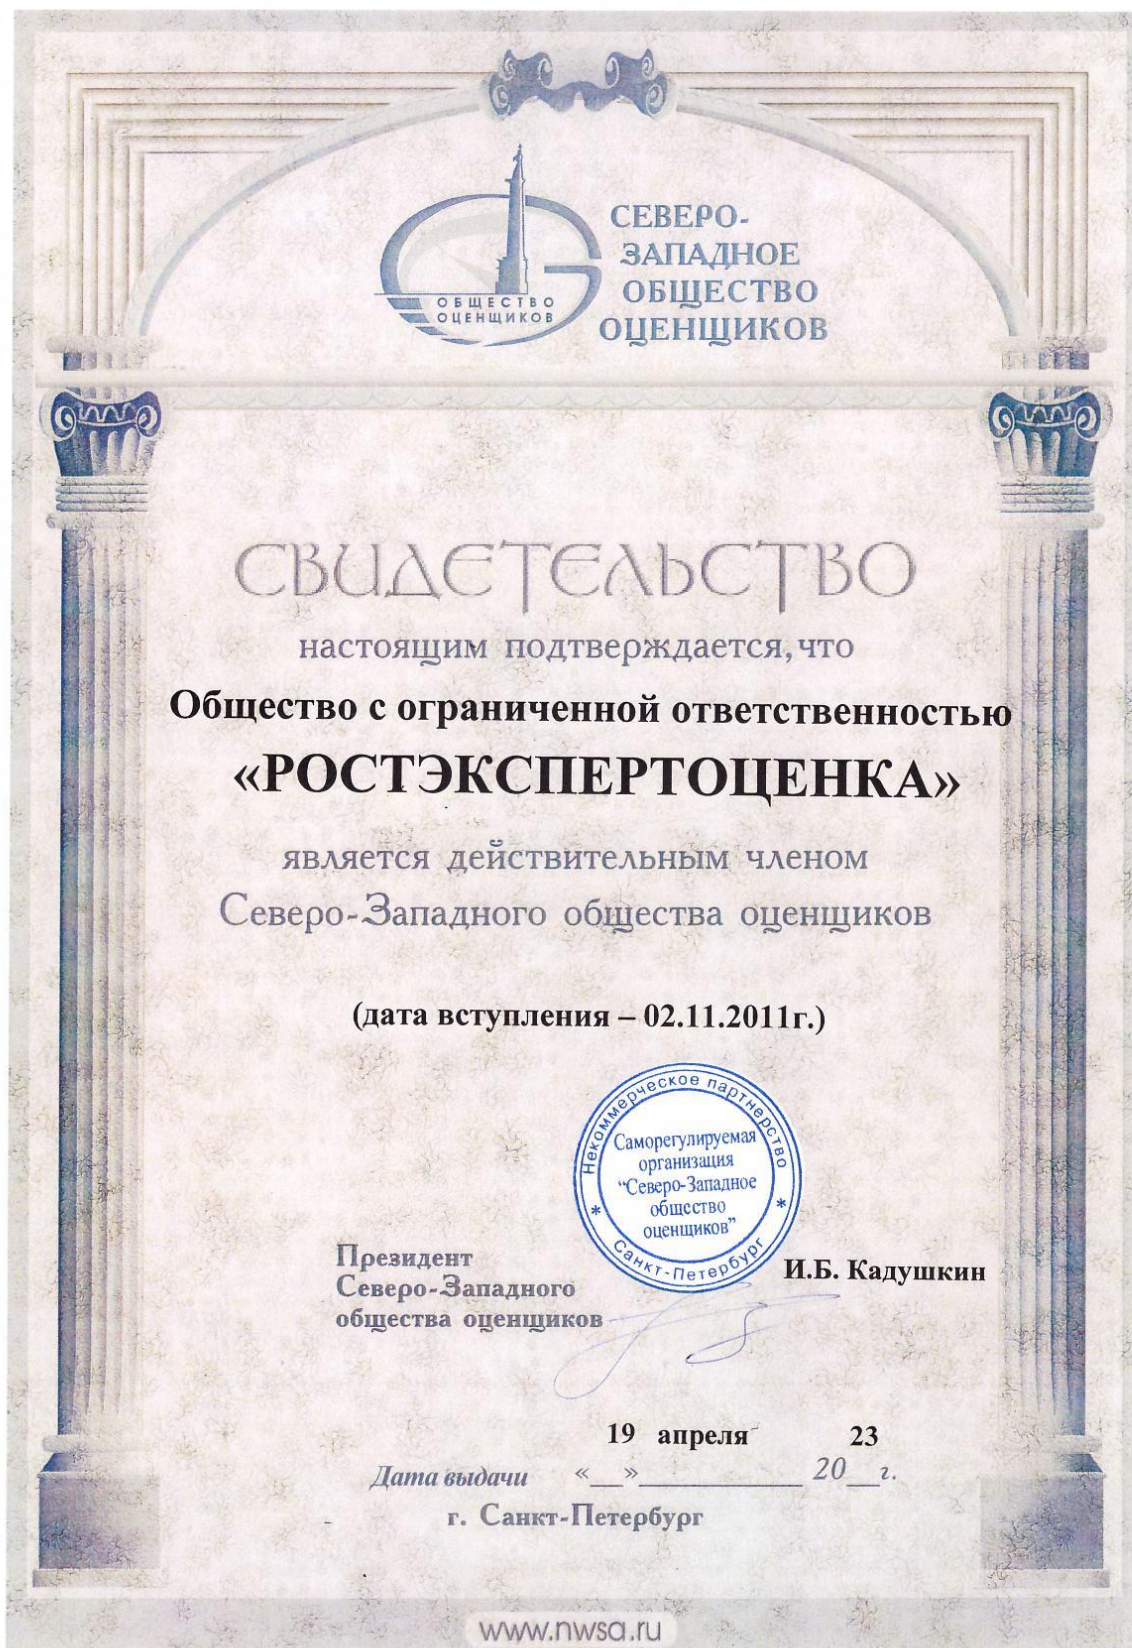 ОБЩЕСТВО
ОЦЕНЩИКОВ
СЕВЕРО-
ЗАПАДНОЕ
ОБЩЕСТВО
ОЦЕНЩИКОВ
СВИДЕТЕЛЬСТВО
настоящим подтверждается, что
Общество с ограниченной ответственностью
«РОСТЭКСПЕРТОЦЕНКА»
является действительным членом
Северо-Западного общества оценщиков
(дата вступления – 02.11.2011г.)
Некоммерческое партнерство
Саморегулируемая
организация
“Северо-Западное
общество
оценщиков”
* Санкт-Петербург *
Президент
Северо-Западного
общества оценщиков
И.Б. Кадушкин
19 апреля 23
Дата выдачи «__»__________ 20__г.
г. Санкт-Петербург
www.nwsa.ru